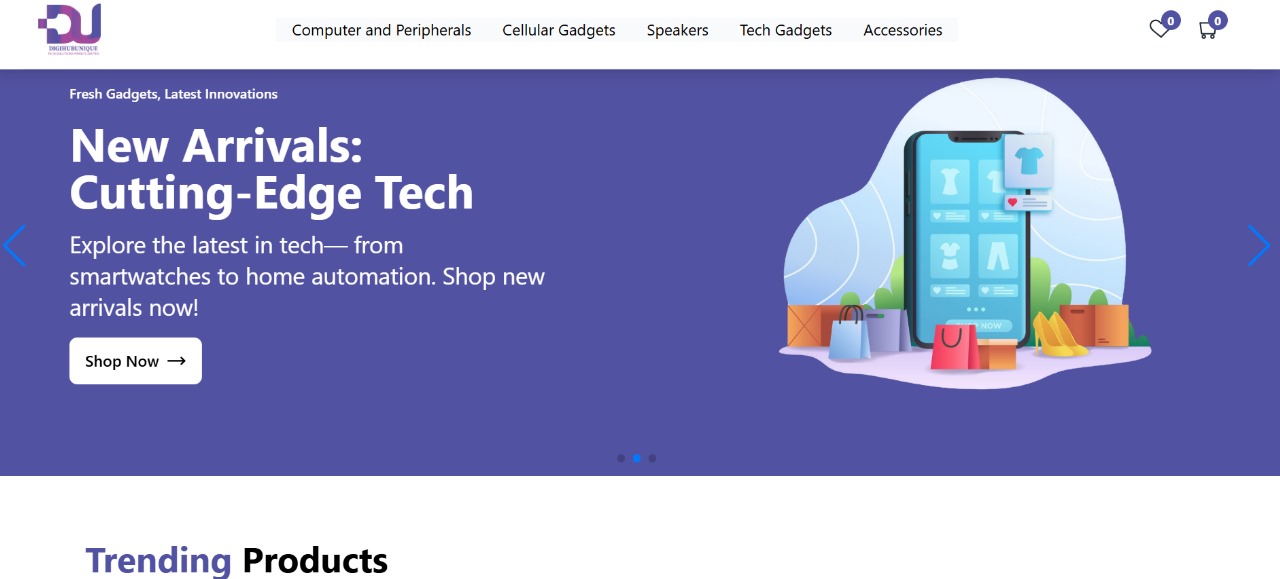 DIGIHUBUNIQUE
Computer and Peripherals
Cellular Gadgets
Speakers
Tech Gadgets
Accessories
0
0
Fresh Gadgets, Latest Innovations
New Arrivals:
Cutting-Edge Tech
Explore the latest in tech— from
smartwatches to home automation. Shop new
arrivals now!
Shop Now
NOW
Trending Products